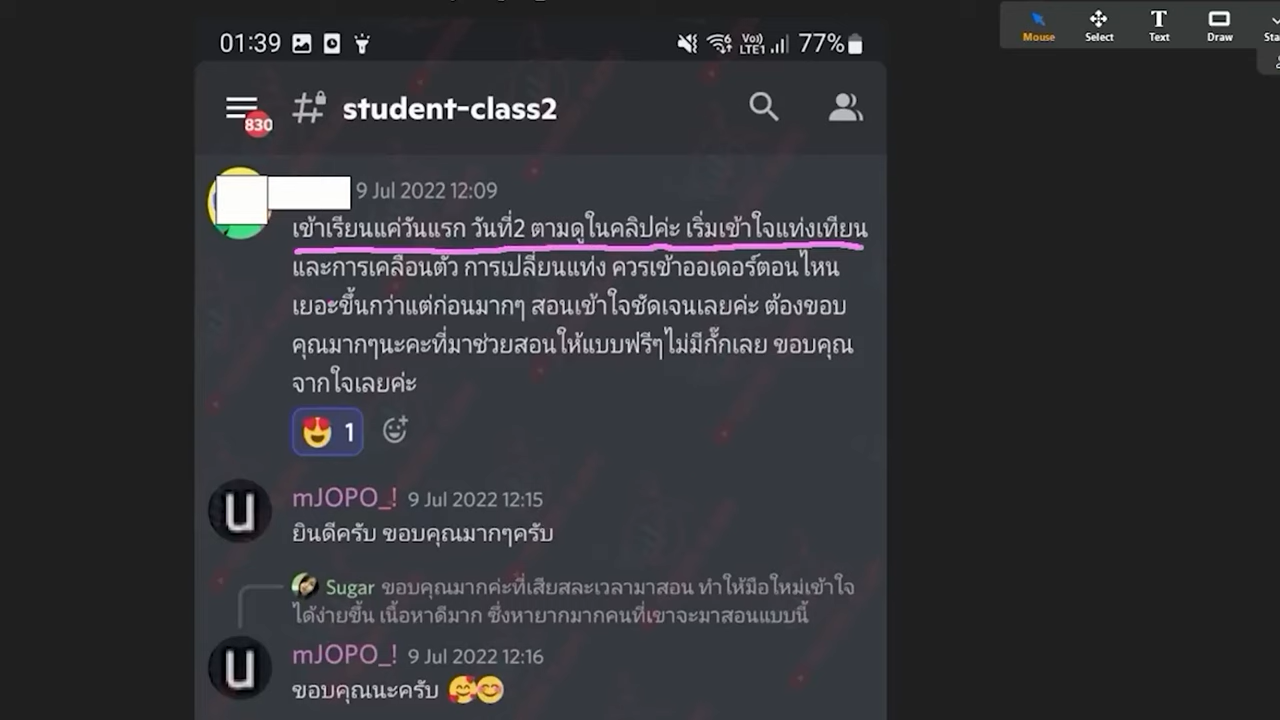 01:39 Vo) LTE1 77%
Mouse Select Text Draw
830 student-class2
9 Jul 2022 12:09
เข้าเรียนแค่วันแรก วันที่2 ตามดูในคลิปค่ะ เริ่มเข้าใจแท่งเทียน
และการเคลื่อนตัว การเปลี่ยนแท่ง ควรเข้าออเดอร์ตอนไหน
เยอะขึ้นกว่าแต่ก่อนมากๆ สอนเข้าใจชัดเจนเลยค่ะ ต้องขอบ
คุณมากๆนะคะที่มาช่วยสอนให้แบบฟรีๆไม่มีกั๊กเลย ขอบคุณ
จากใจเลยค่ะ
1
mJOPO_! 9 Jul 2022 12:15
ยินดีครับ ขอบคุณมากๆครับ
Sugar ขอบคุณมากค่ะที่เสียสละเวลามาสอน ทำให้มือใหม่เข้าใจ
ได้ง่ายขึ้น เนื้อหาดีมาก ซึ่งหายากมากคนที่เขาจะมาสอนแบบนี้
mJOPO_! 9 Jul 2022 12:16
ขอบคุณนะครับ